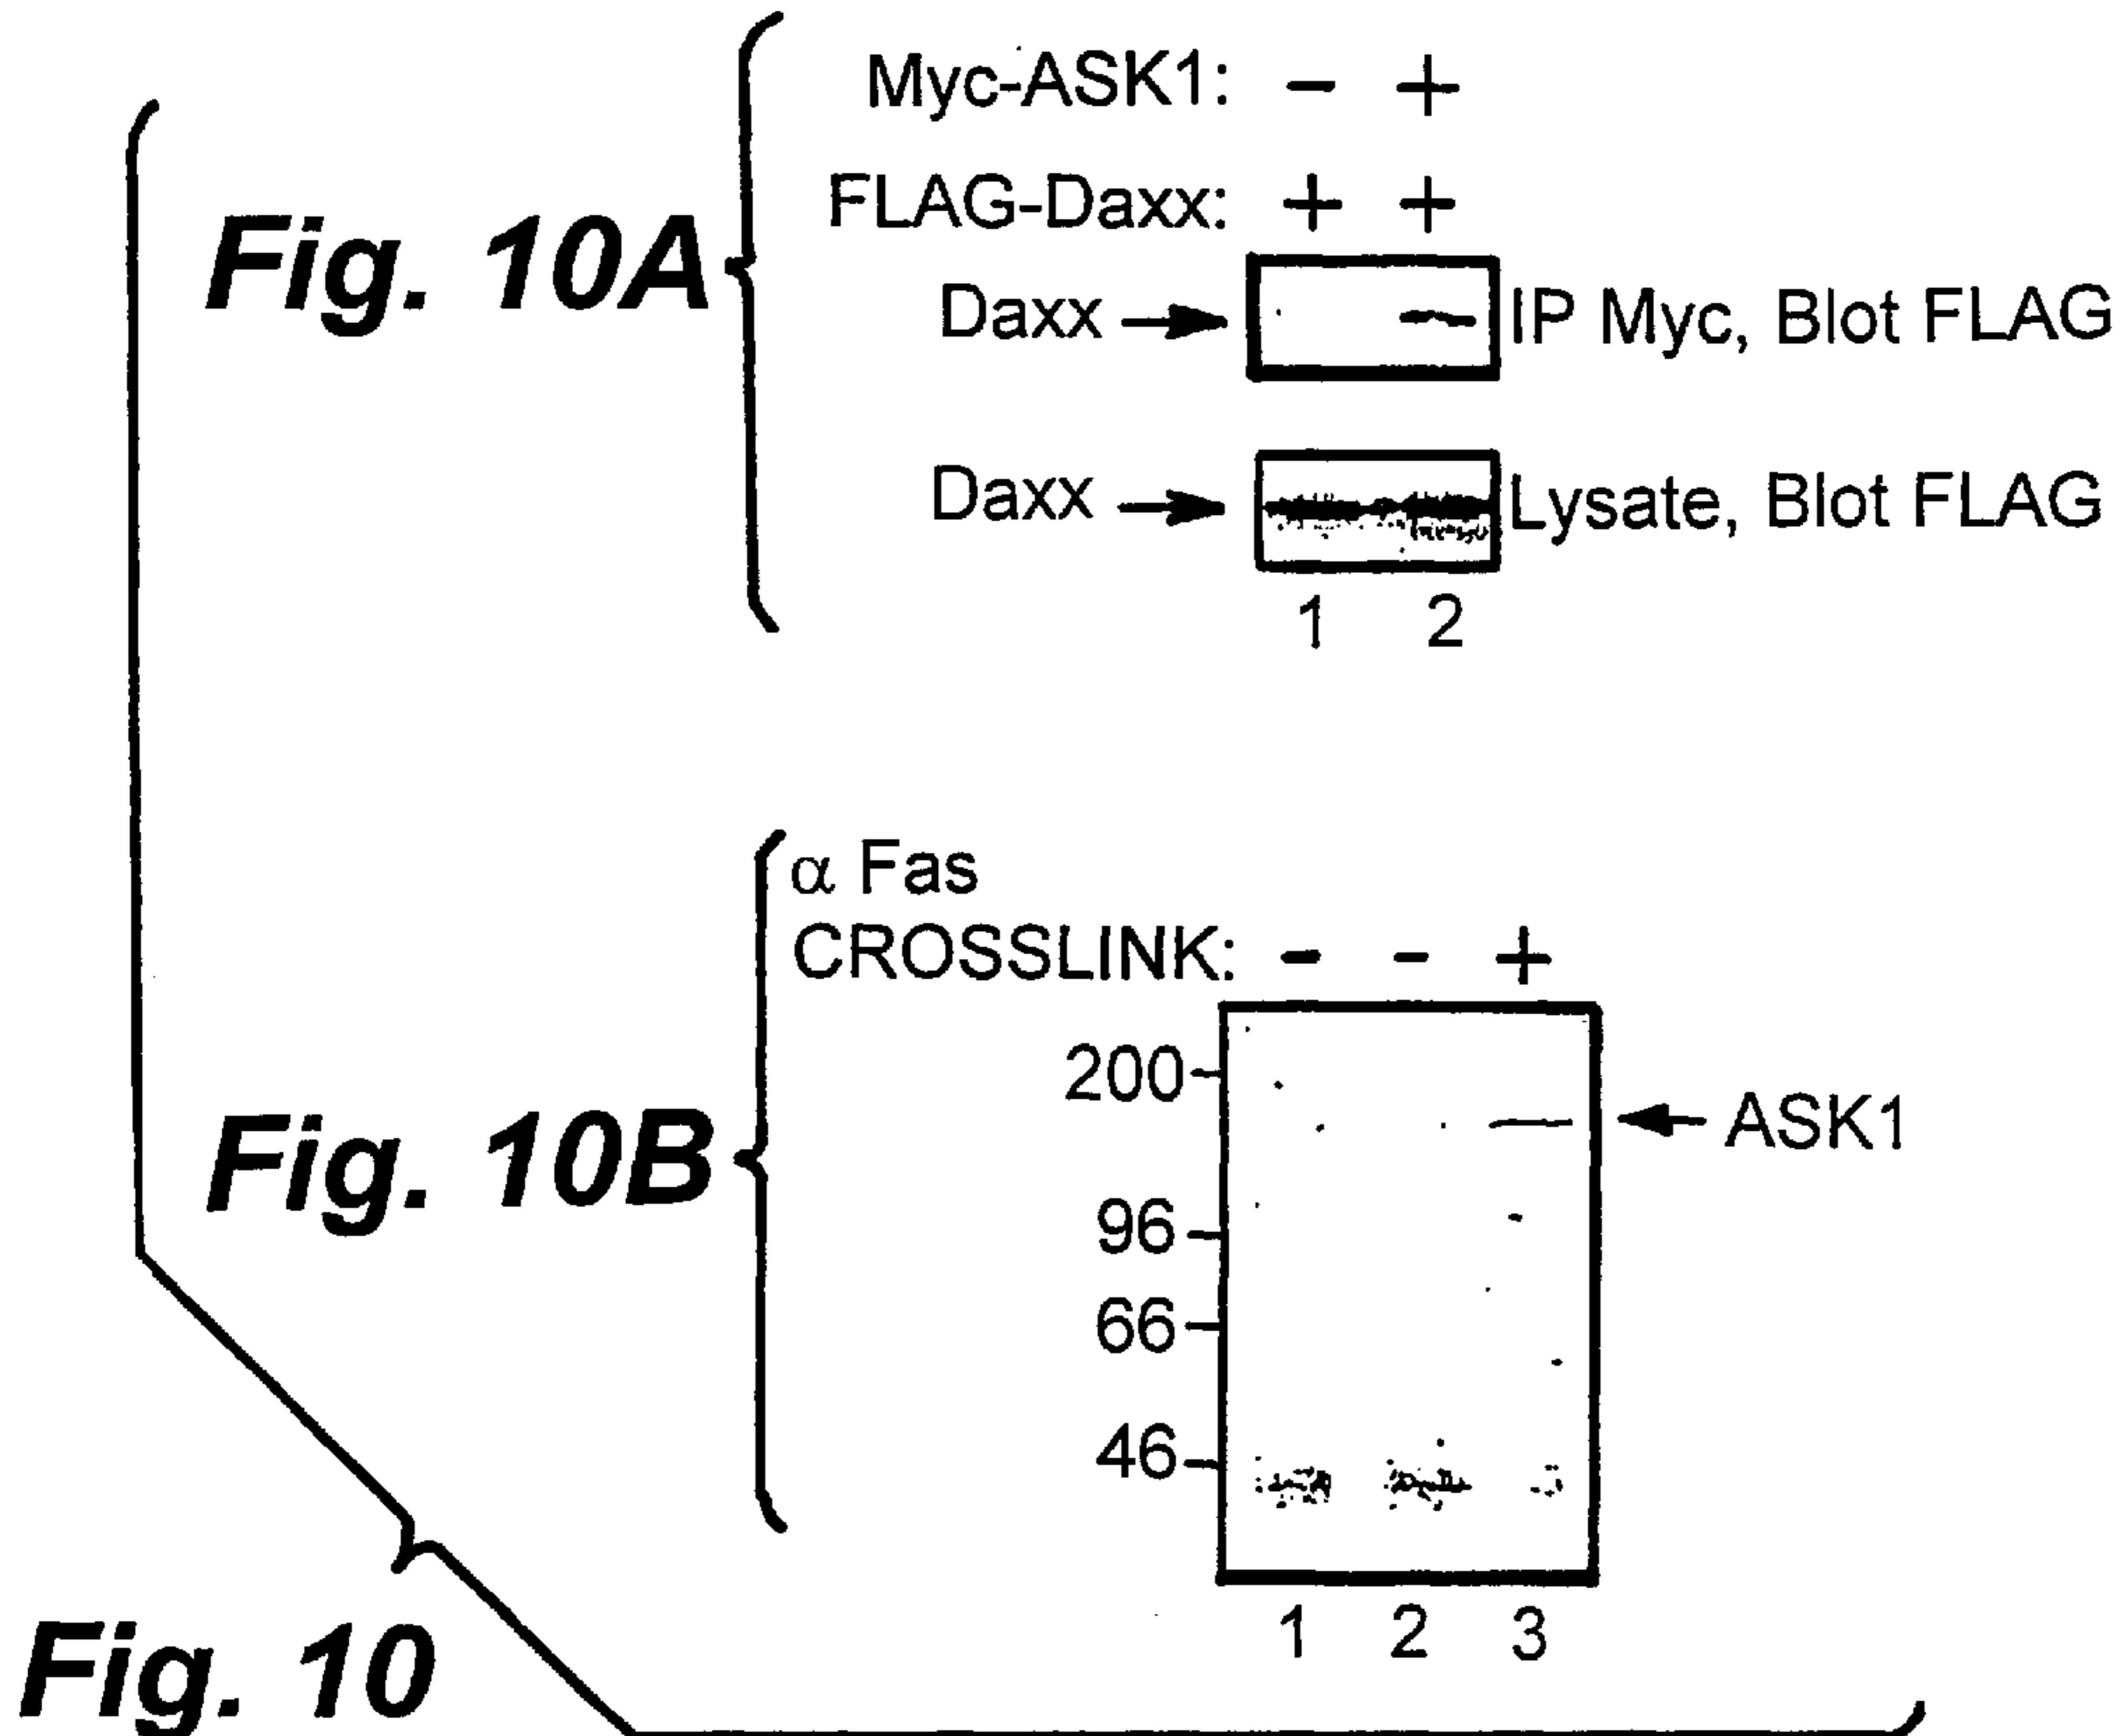 Fig. 10A
Myc-ASK1: - +
FLAG-Daxx: + +
Daxx → IP Myc, Blot FLAG
Daxx → Lysate, Blot FLAG
1 2
Fig. 10B
α Fas
CROSSLINK: - - +
200
← ASK1
96
66
46
1 2 3
Fig. 10